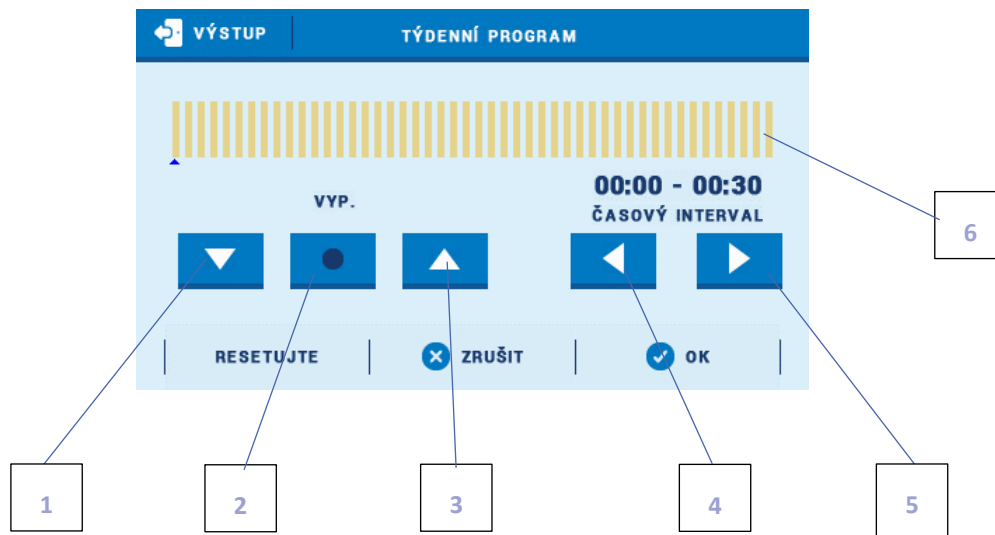 VÝSTUP
TÝDENNÍ PROGRAM
VYP.
00:00 - 00:30
ČASOVÝ INTERVAL
6
RESETUJTE
ZRUŠIT
OK
1
2
3
4
5